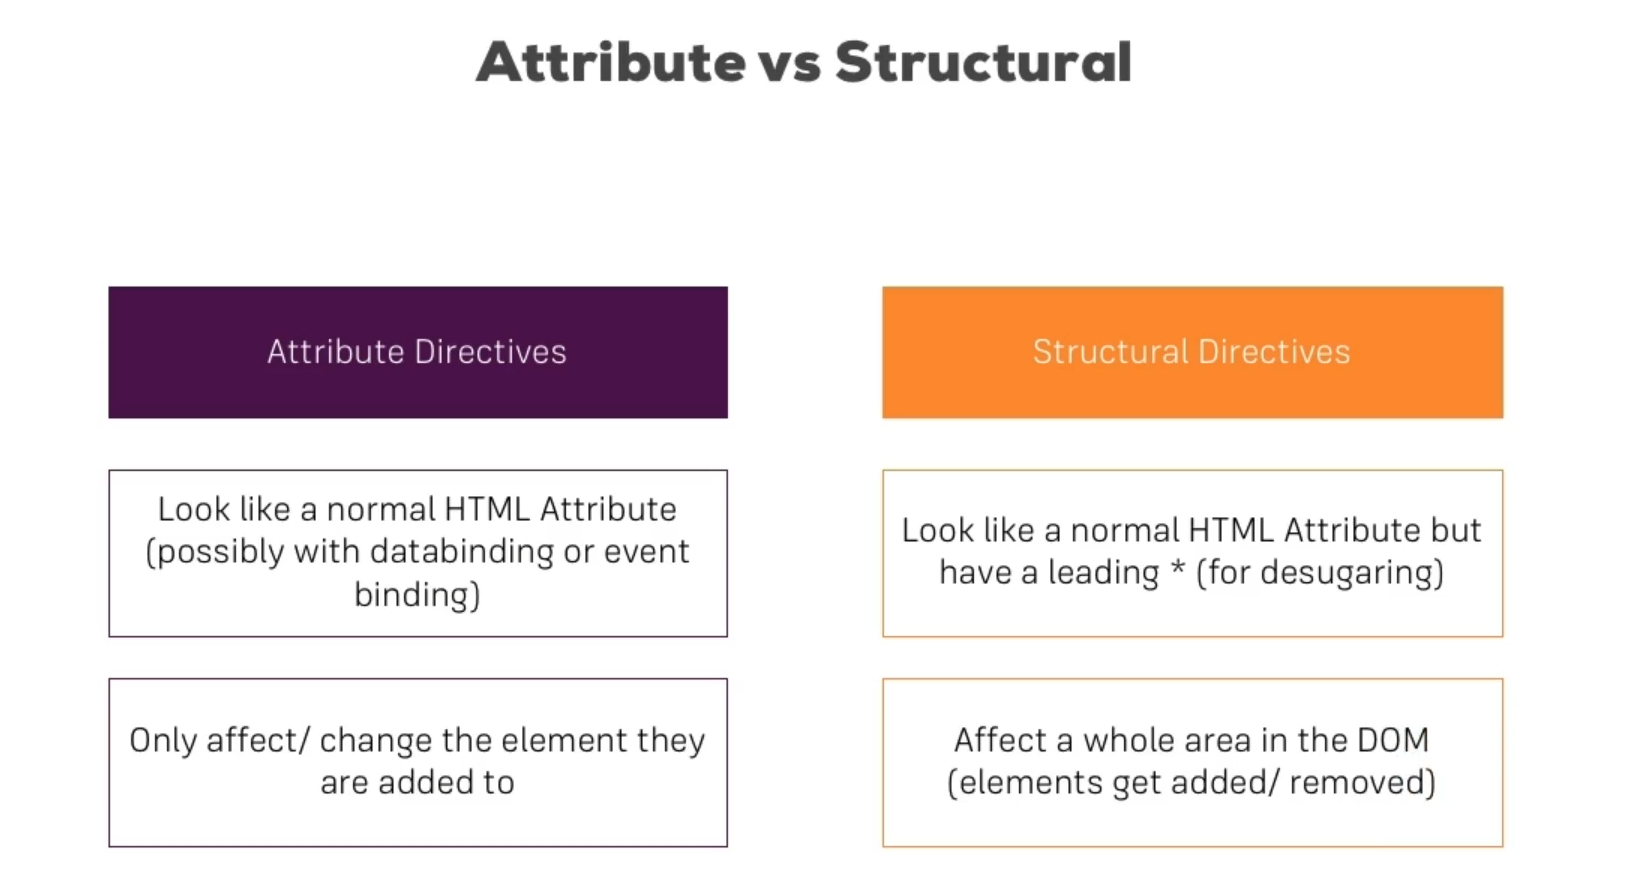 Attribute vs Structural
Attribute Directives
Structural Directives
Look like a normal HTML Attribute
(possibly with databinding or event
binding)
Look like a normal HTML Attribute but
have a leading * (for desugaring)
Only affect/ change the element they
are added to
Affect a whole area in the DOM
(elements get added/ removed)